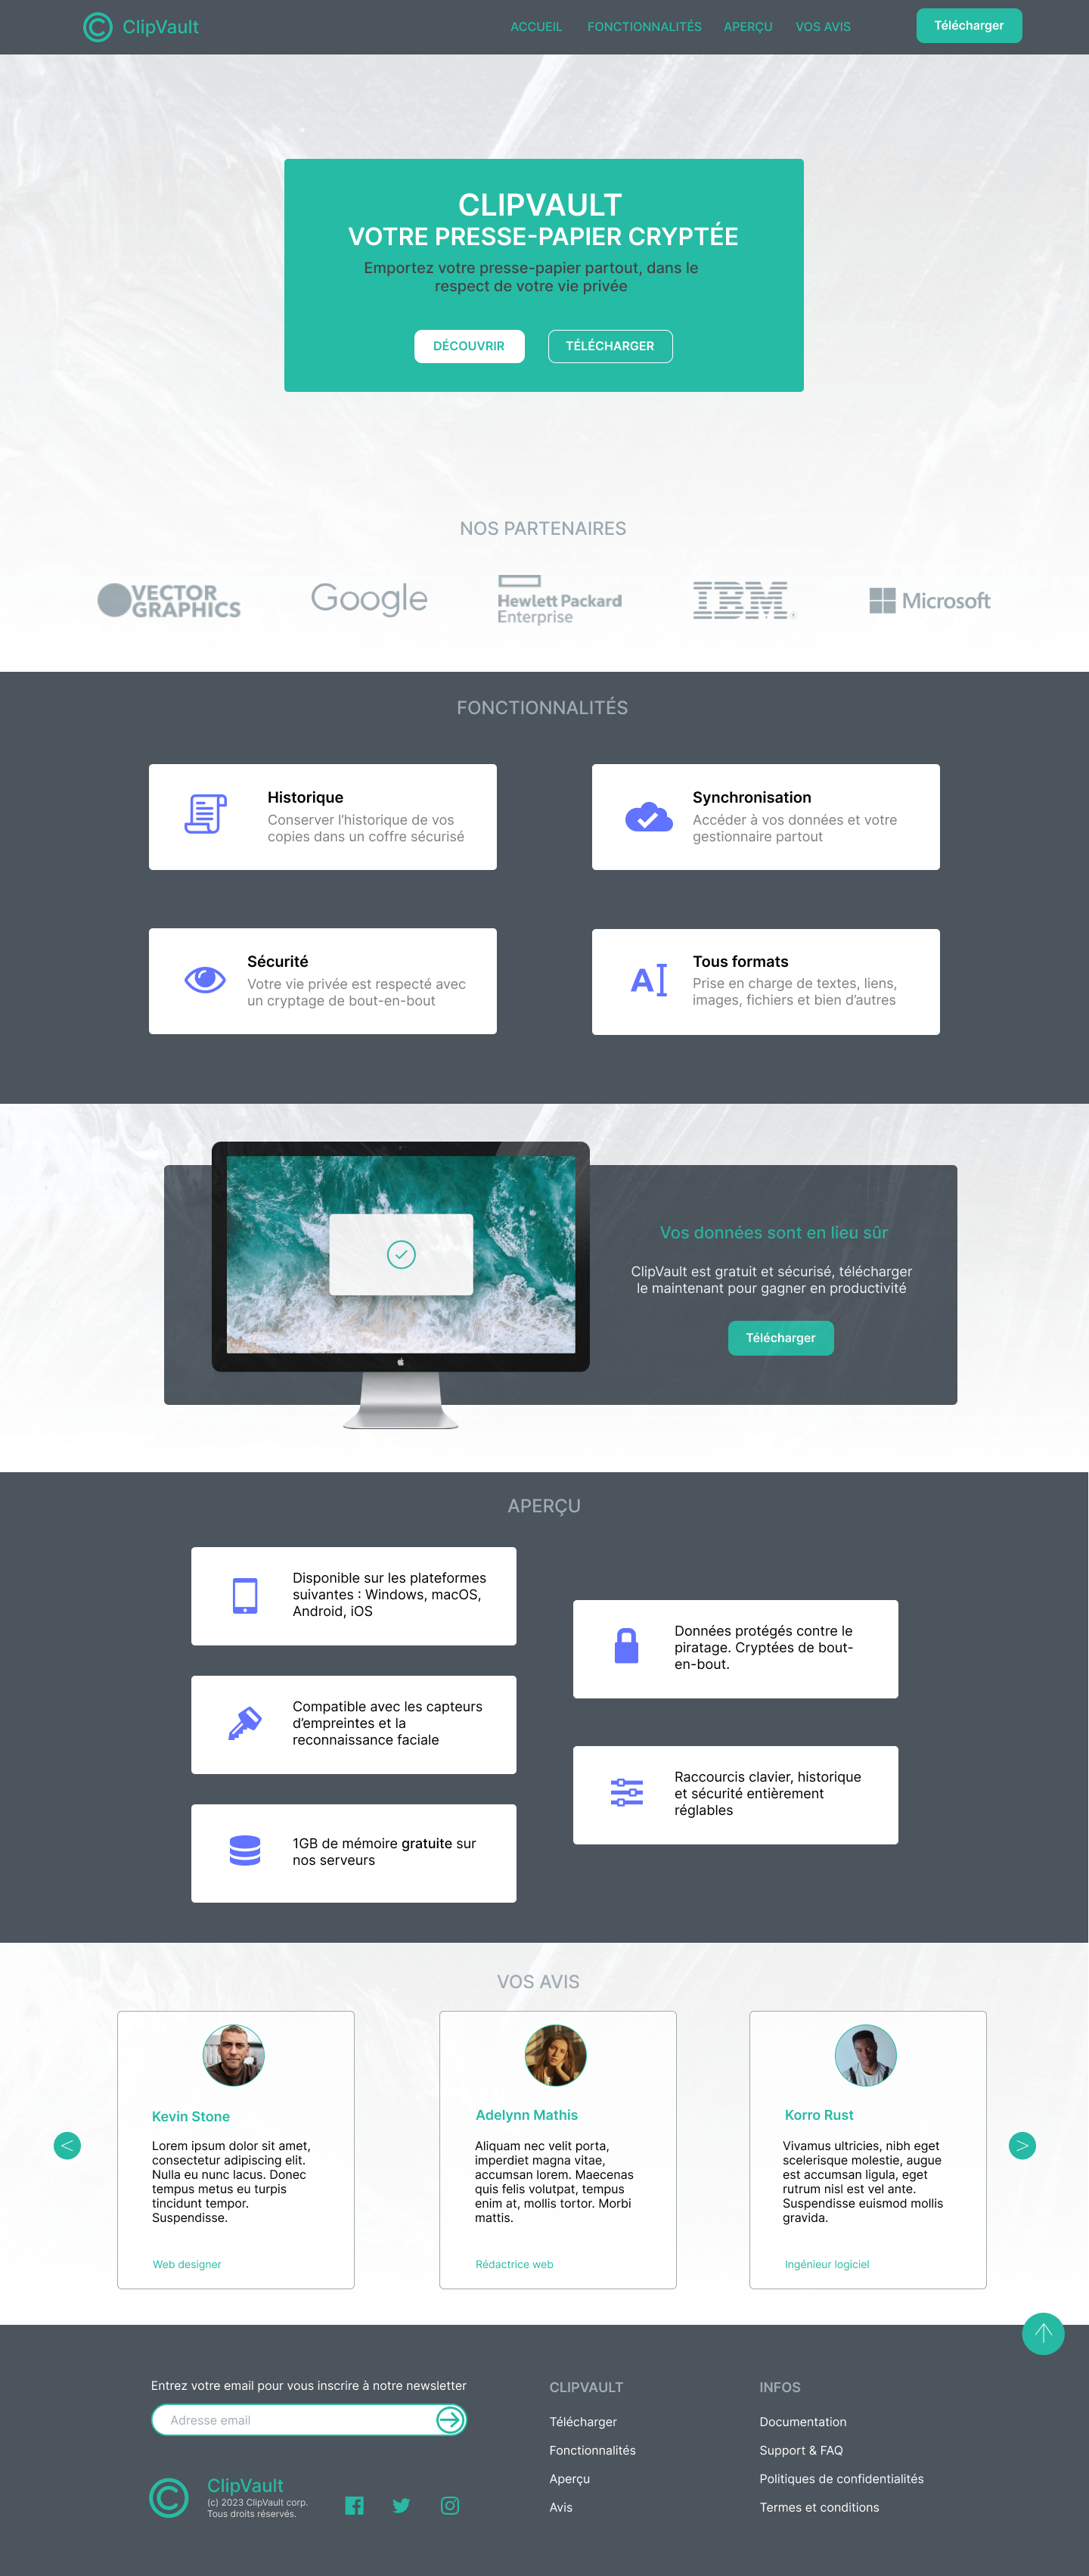 ClipVault
ACCUEIL
FONCTIONNALITÉS
APERÇU
VOS AVIS
Télécharger
CLIPVAULT
VOTRE PRESSE-PAPIER CRYPTÉE
Emportez votre presse-papier partout, dans le
respect de votre vie privée
DÉCOUVRIR
TÉLÉCHARGER
NOS PARTENAIRES
VECTOR
GRAPHICS
Google
Hewlett Packard
Enterprise
IBM
Microsoft
FONCTIONNALITÉS
Historique
Conserver l'historique de vos
copies dans un coffre sécurisé
Synchronisation
Accéder à vos données et votre
gestionnaire partout
Sécurité
Votre vie privée est respecté avec
un cryptage de bout-en-bout
Tous formats
Prise en charge de textes, liens,
images, fichiers et bien d'autres
Vos données sont en lieu sûr
ClipVault est gratuit et sécurisé, télécharger
le maintenant pour gagner en productivité
Télécharger
APERÇU
Disponible sur les plateformes
suivantes : Windows, macOS,
Android, iOS
Données protégés contre le
piratage. Cryptées de bout-
en-bout.
Compatible avec les capteurs
d'empreintes et la
reconnaissance faciale
Raccourcis clavier, historique
et sécurité entièrement
réglables
1GB de mémoire gratuite sur
nos serveurs
VOS AVIS
Kevin Stone
Lorem ipsum dolor sit amet,
consectetur adipiscing elit.
Nulla eu nunc lacus. Donec
tempus metus eu turpis
tincidunt tempor.
Suspendisse.
Web designer
Adelynn Mathis
Aliquam nec velit porta,
imperdiet magna vitae,
accumsan lorem. Maecenas
quis felis volutpat, tempus
enim at, mollis tortor. Morbi
mattis.
Rédactrice web
Korro Rust
Vivamus ultricies, nibh eget
scelerisque molestie, augue
est accumsan ligula, eget
rutrum nisl est vel ante.
Suspendisse euismod mollis
gravida.
Ingénieur logiciel
Entrez votre email pour vous inscrire à notre newsletter
Adresse email
ClipVault
(c) 2023 ClipVault corp.
Tous droits réservés.
CLIPVAULT
Télécharger
Fonctionnalités
Aperçu
Avis
INFOS
Documentation
Support & FAQ
Politiques de confidentialités
Termes et conditions